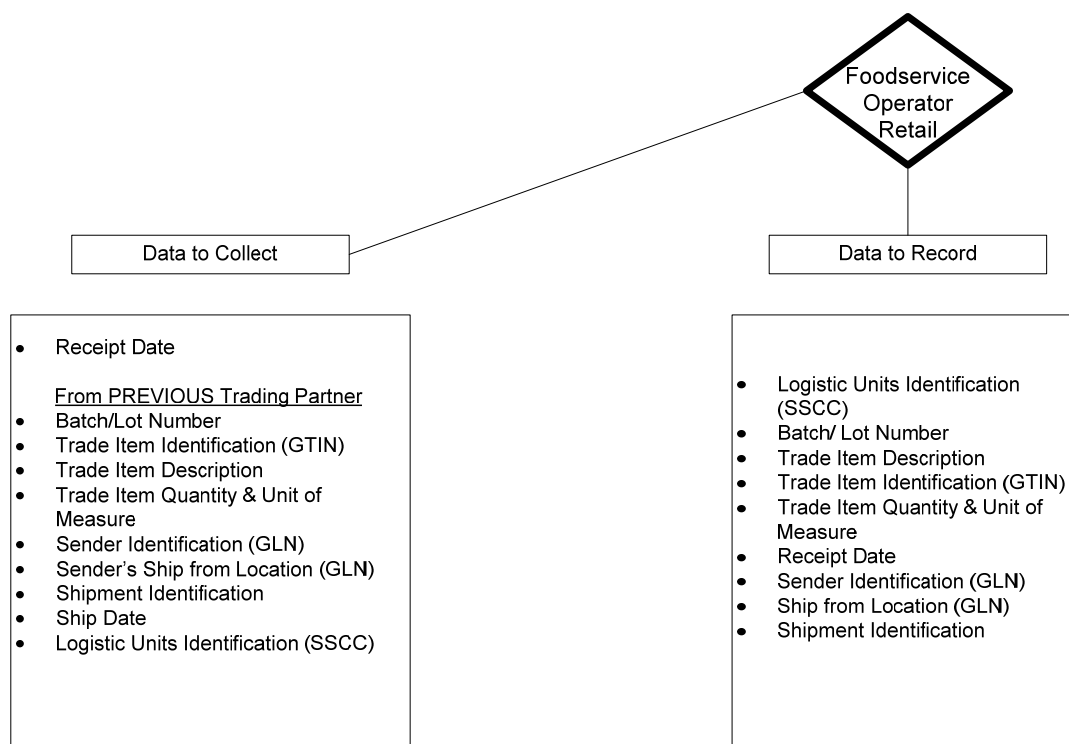 Foodservice
Operator
Retail
Data to Collect
Data to Record
• Receipt Date
From PREVIOUS Trading Partner
• Batch/Lot Number
• Trade Item Identification (GTIN)
• Trade Item Description
• Trade Item Quantity & Unit of
Measure
• Sender Identification (GLN)
• Sender’s Ship from Location (GLN)
• Shipment Identification
• Ship Date
• Logistic Units Identification (SSCC)
• Logistic Units Identification
(SSCC)
• Batch/ Lot Number
• Trade Item Description
• Trade Item Identification (GTIN)
• Trade Item Quantity & Unit of
Measure
• Receipt Date
• Sender Identification (GLN)
• Ship from Location (GLN)
• Shipment Identification